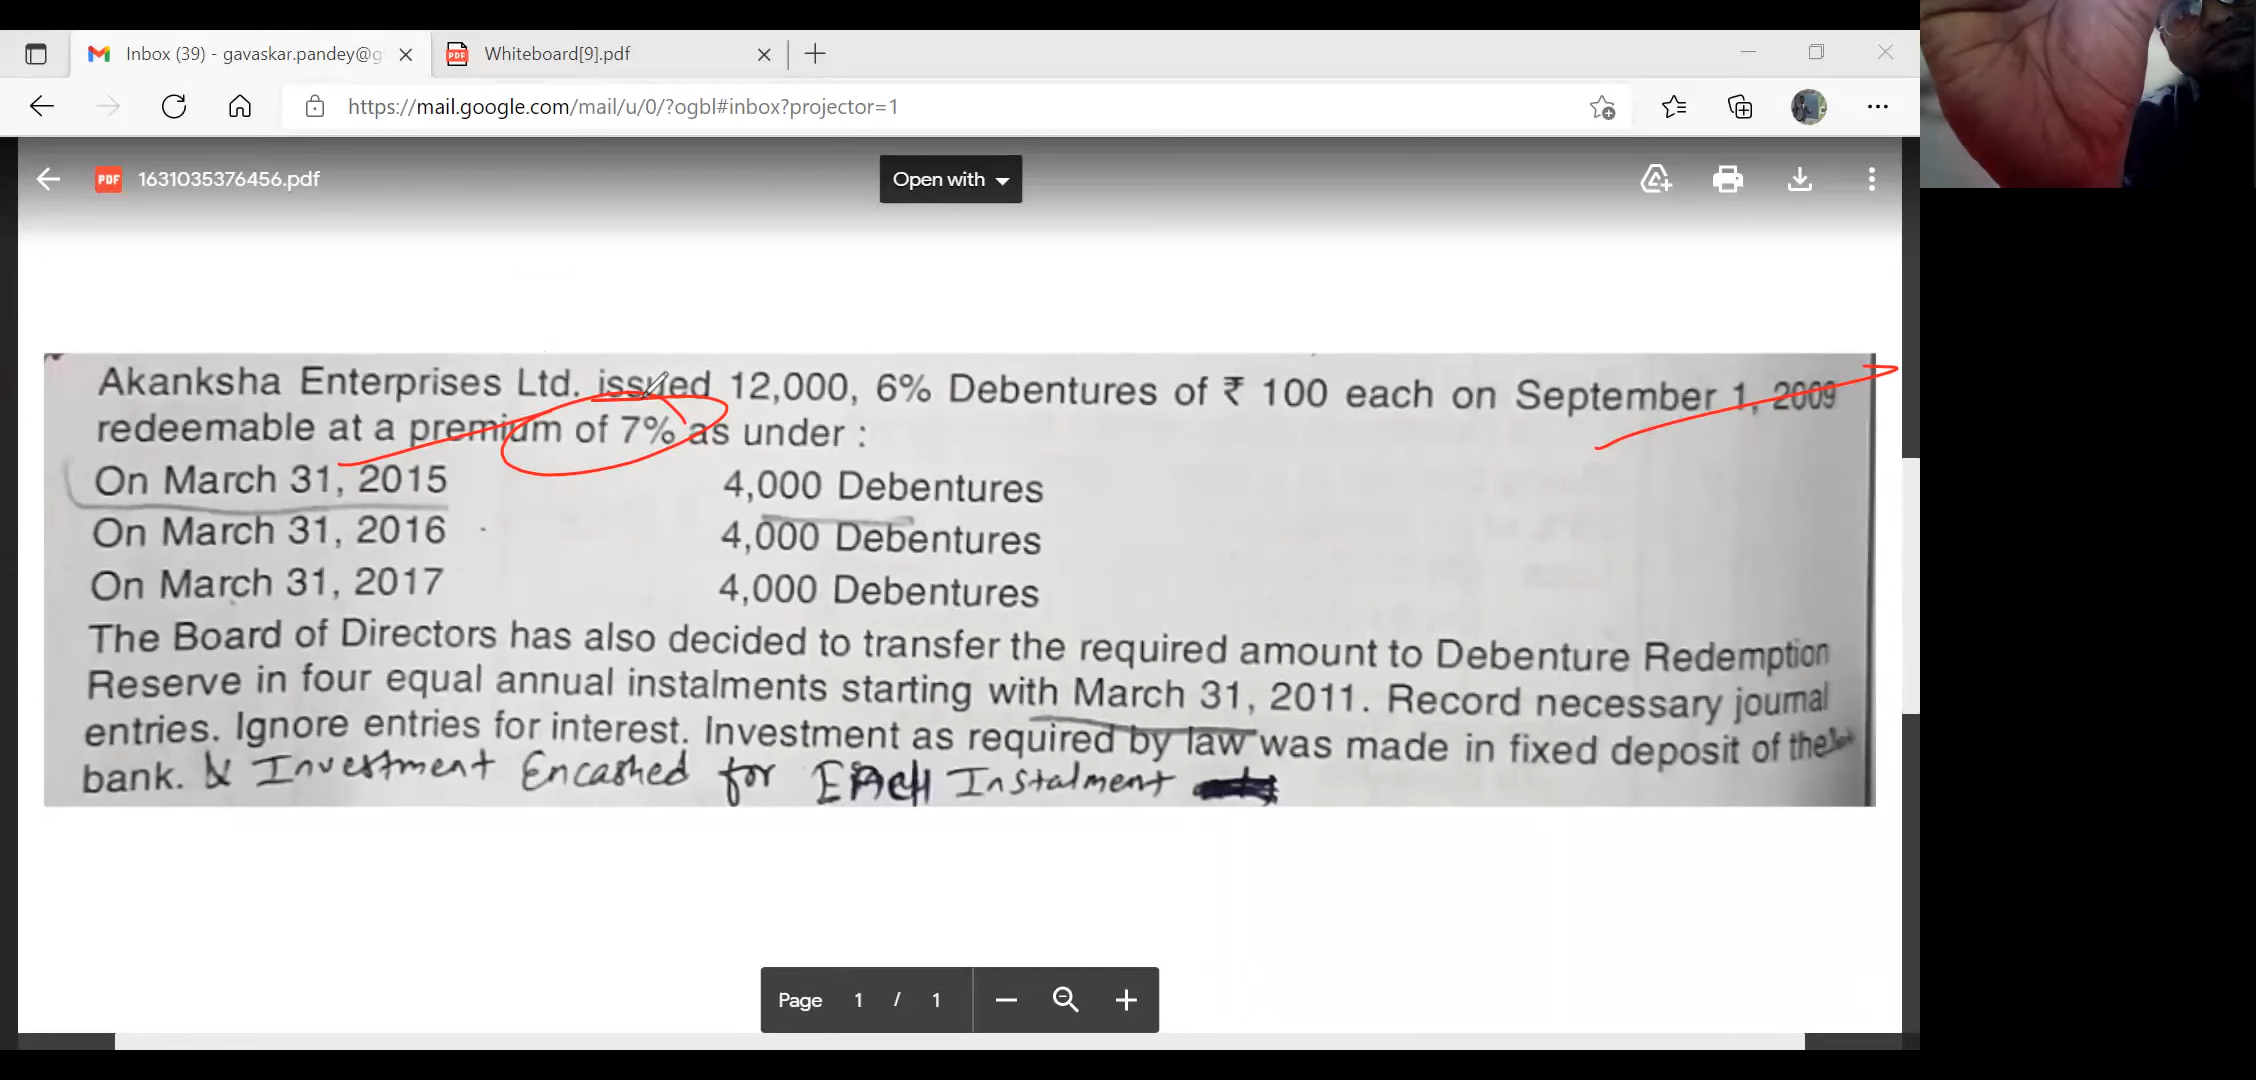 Inbox (39) - gavaskar.pandey@g
Whiteboard[9].pdf
https://mail.google.com/mail/u/0/?ogbl#inbox?projector=1
PDF 1631035376456.pdf
Open with
Akanksha Enterprises Ltd. issued 12,000, 6% Debentures of ₹ 100 each on September 1, 2009
redeemable at a premium of 7% as under :
On March 31, 2015 4,000 Debentures
On March 31, 2016 4,000 Debentures
On March 31, 2017 4,000 Debentures
The Board of Directors has also decided to transfer the required amount to Debenture Redemption
Reserve in four equal annual instalments starting with March 31, 2011. Record necessary journal
entries. Ignore entries for interest. Investment as required by law was made in fixed deposit of the
bank. & Investment Encashed for EACH Instalment
Page 1 / 1